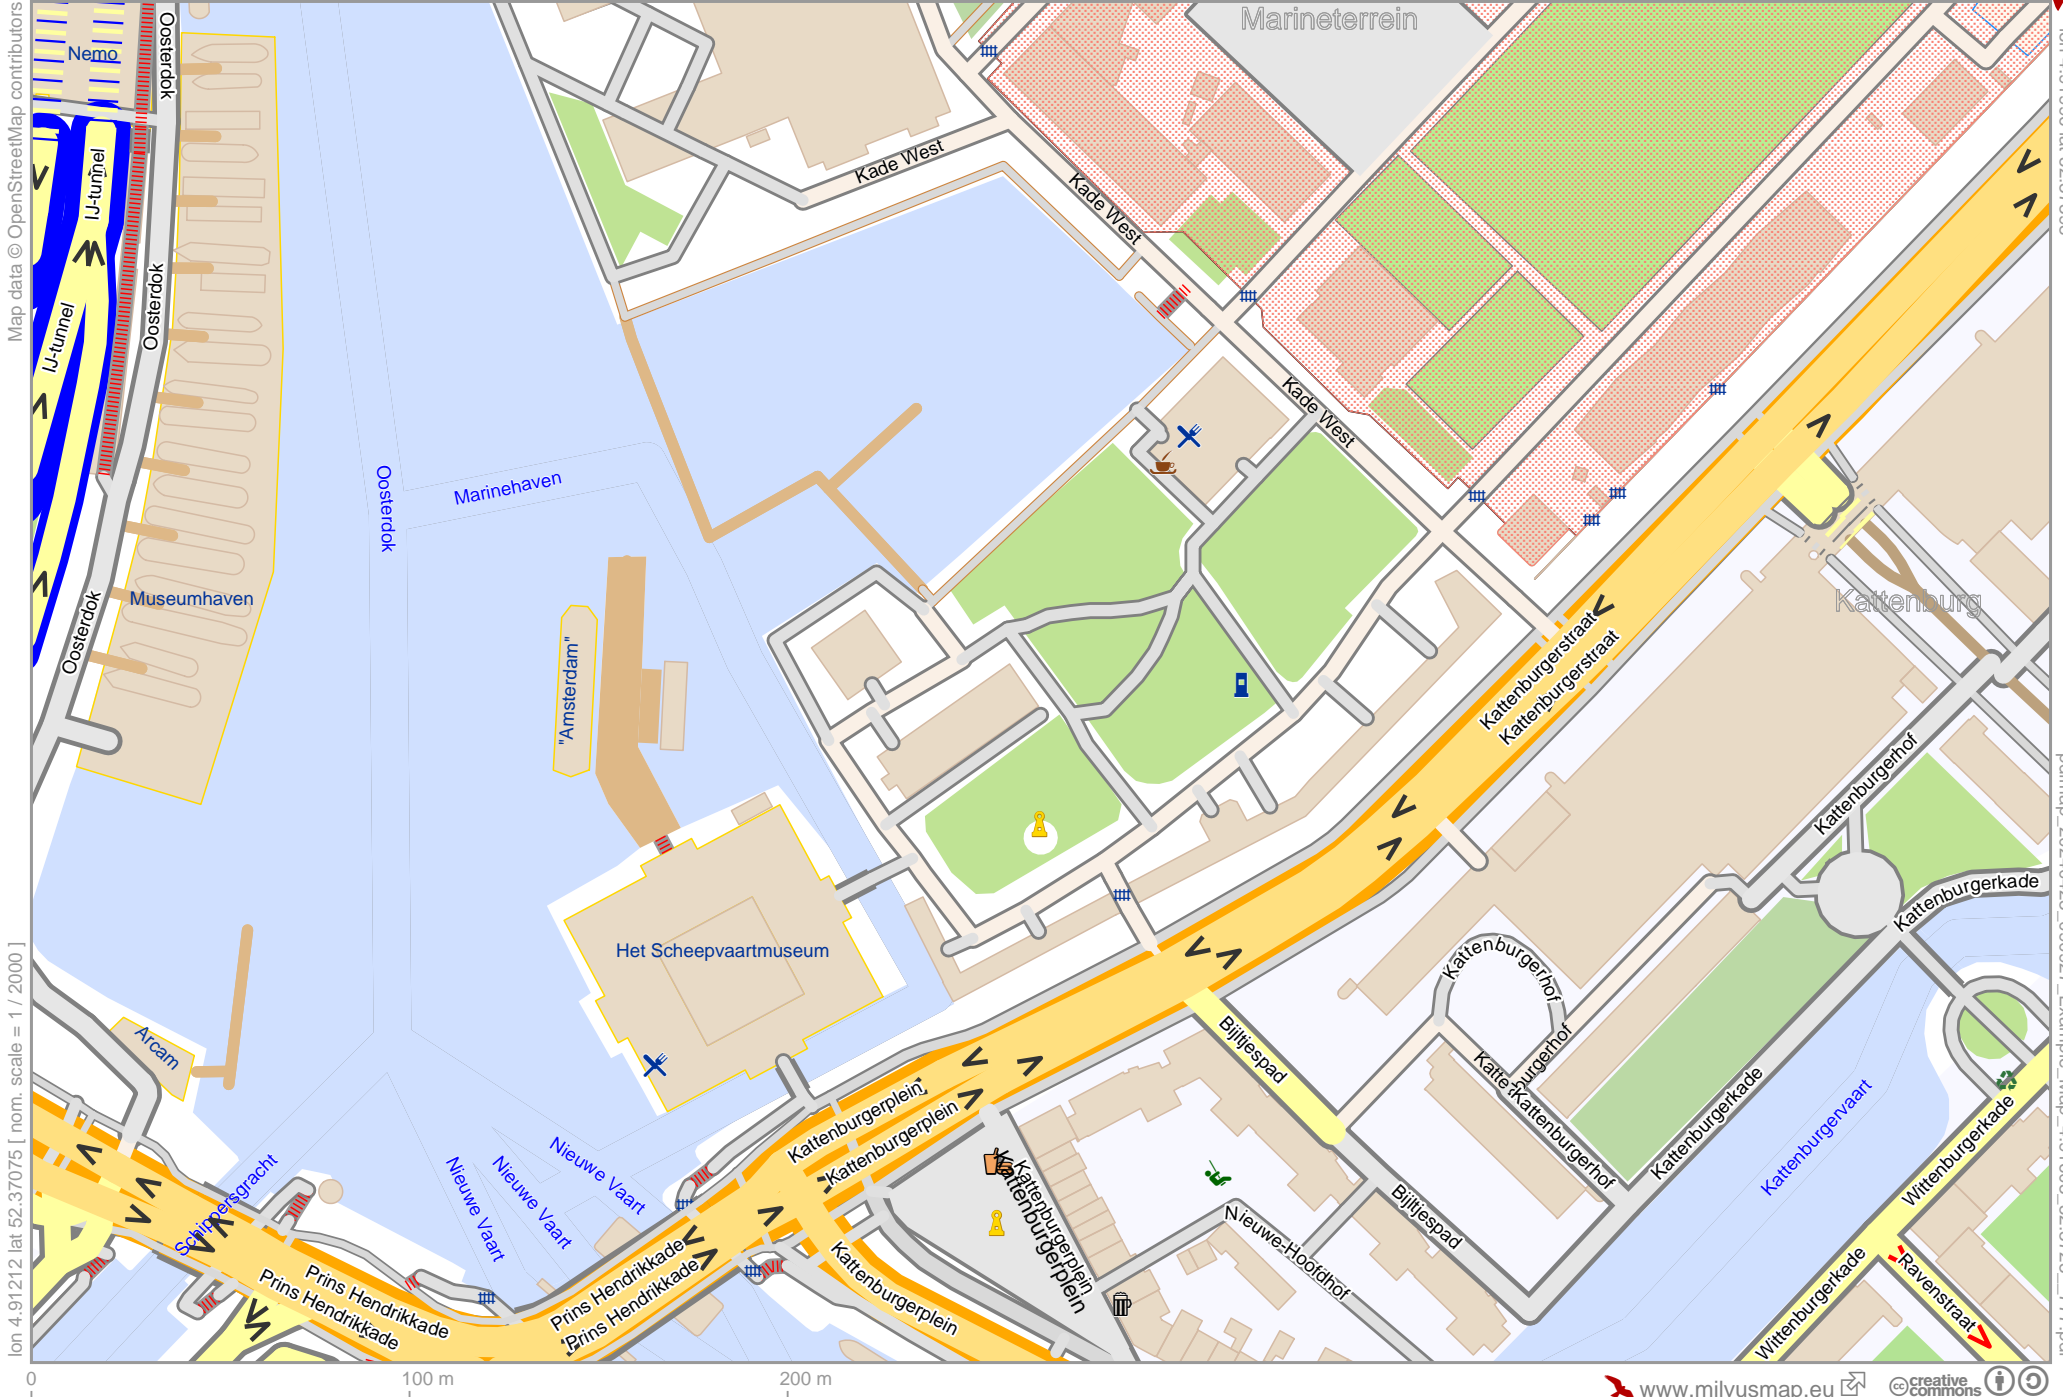 Map data © OpenStreetMap contributors
lon 4.91212 lat 52.37075 [ nom. scale = 1 / 2000 ]
Nemo
Oosterdok
Marineterrein
IJ-tunnel
Kade West
Kade West
Oosterdok
IJ-tunnel
Kade West
Oosterdok
Marinehaven
Museumhaven
Oosterdok
"Amsterdam"
Kattenburg
Kattenburgerstraat
Kattenburgerstraat
Kattenburgerhof
Kattenburgerkade
Het Scheepvaartmuseum
Kattenburgerhof
Arcam
Bijltjespad
Kattenburgerhof
Kattenburgerhof
Kattenburgerkade
Kattenburgervaart
Wittenburgerkade
Kattenburgerplein
Kattenburgerplein
Kattenburgerplein
Kattenburgerplein
Nieuwe Vaart
Nieuwe Vaart
Nieuwe Vaart
Schippersgracht
Bijltjespad
Nieuwe-Hoofdhof
Prins Hendrikkade
Prins Hendrikkade
Prins Hendrikkade
Prins Hendrikkade
Kattenburgerplein
Wittenburgerkade
Ravenstraat
0
100 m
200 m
www.milvusmap.eu
cc creative commons